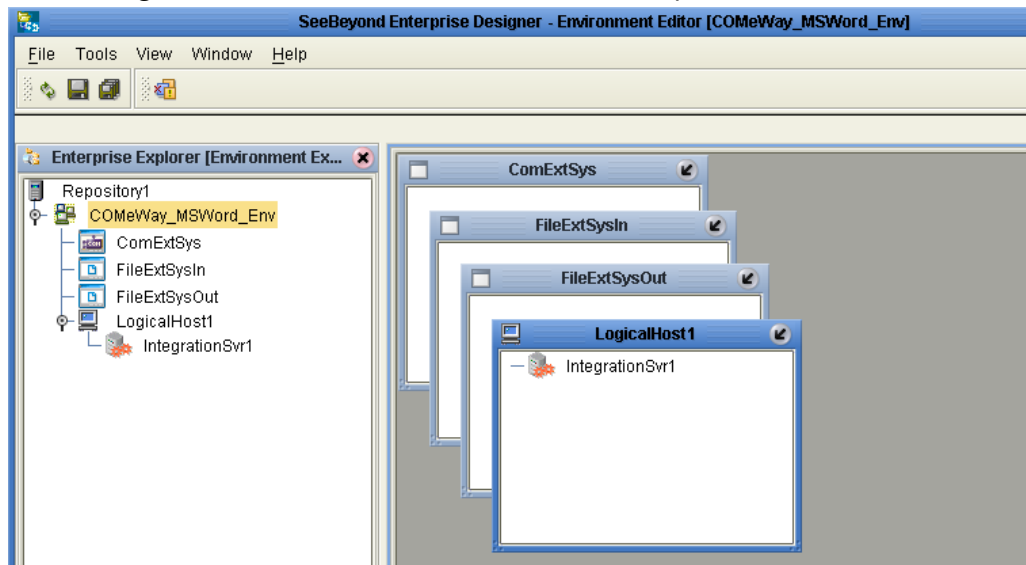 SeeBeyond Enterprise Designer - Environment Editor [COMeWay_MSWord_Env]
File Tools View Window Help
Enterprise Explorer [Environment Ex...
Repository1
COMeWay_MSWord_Env
ComExtSys
FileExtSysIn
FileExtSysOut
LogicalHost1
IntegrationSvr1
ComExtSys
FileExtSysIn
FileExtSysOut
LogicalHost1
IntegrationSvr1